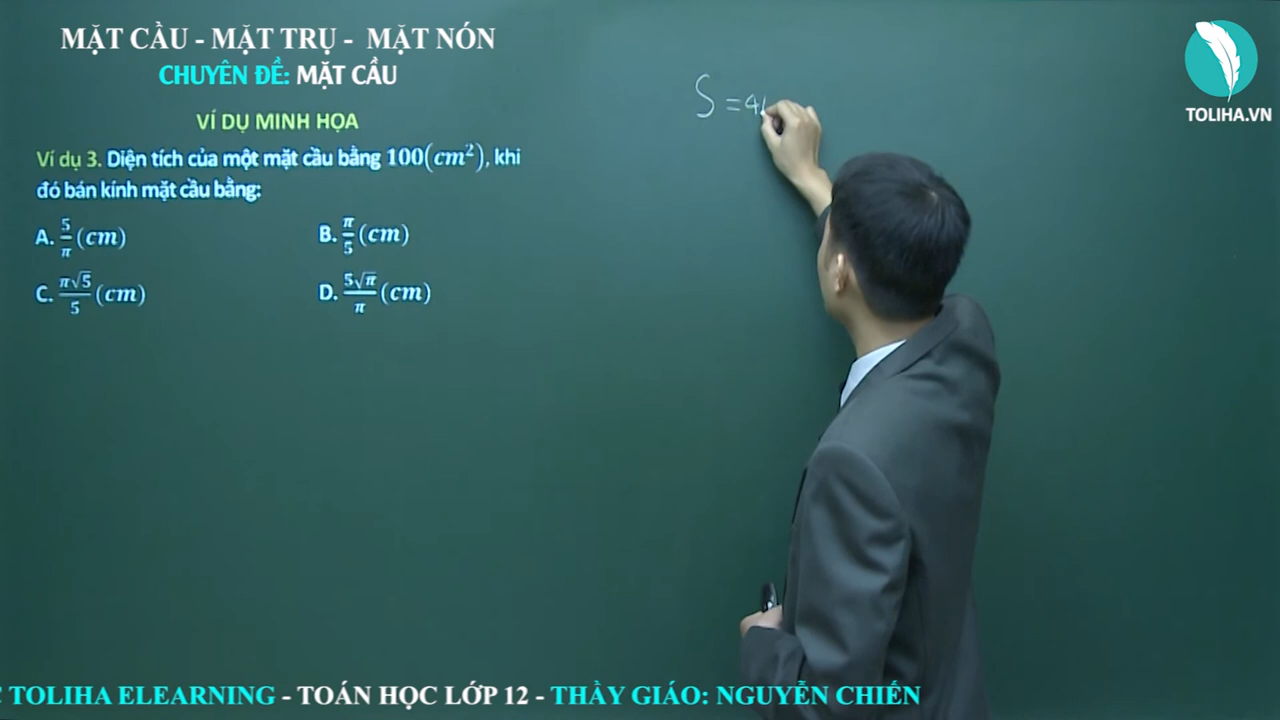 MẶT CẦU - MẶT TRỤ - MẶT NÓN
CHUYÊN ĐỀ: MẶT CẦU
VÍ DỤ MINH HỌA
Ví dụ 3. Diện tích của một mặt cầu bằng 100(cm²), khi
đó bán kính mặt cầu bằng:
A. 5/π (cm) B. π/5 (cm)
C. π√5/5 (cm) D. 5√π/π (cm)
S = 4
TOLIHA.VN
TOLIHA ELEARNING - TOÁN HỌC LỚP 12 - THẦY GIÁO: NGUYỄN CHIẾN